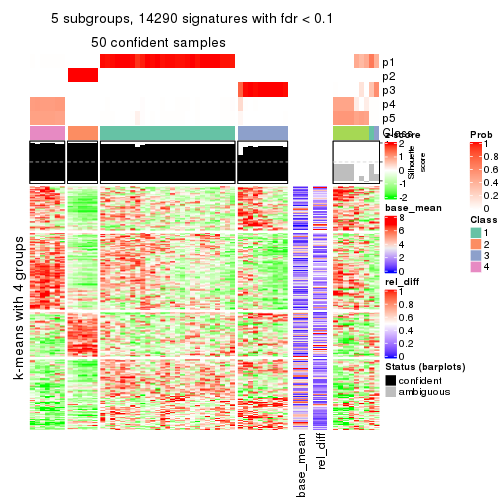 5 subgroups, 14290 signatures with fdr < 0.1
50 confident samples
p1
p2
p3
p4
p5
Class
z-score
2
1
0
-1
-2
Silhouette
score
base_mean
8
6
4
2
0
rel_diff
1
0.8
0.6
0.4
0.2
0
Status (barplots)
confident
ambiguous
Prob
1
0.8
0.6
0.4
0.2
0
Class
1
2
3
4
k-means with 4 groups
base_mean
rel_diff